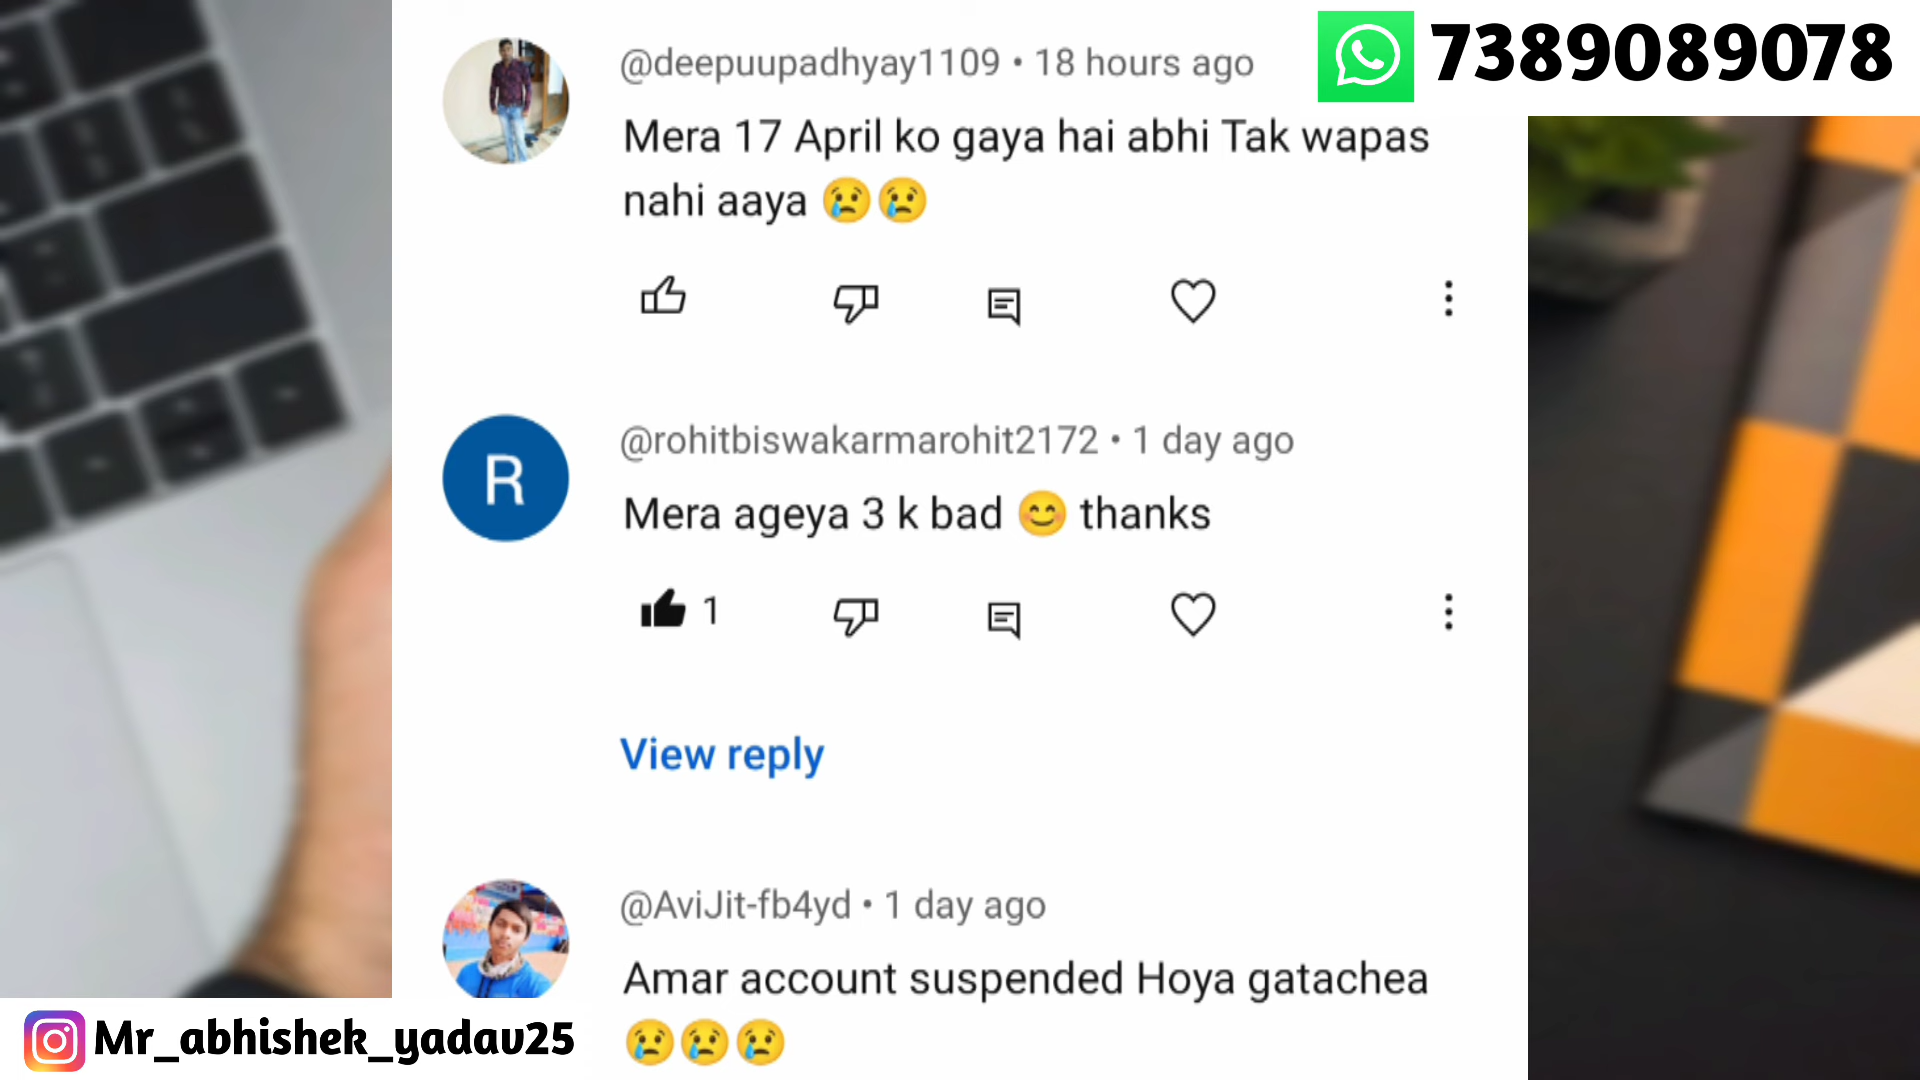 7389089078
@deepuupadhyay1109 • 18 hours ago
Mera 17 April ko gaya hai abhi Tak wapas
nahi aaya 😢😢
@rohitbiswakarmarohit2172 • 1 day ago
R
Mera ageya 3 k bad 😊 thanks
1
View reply
@AviJit-fb4yd • 1 day ago
Amar account suspended Hoya gatachea
😢😢😢
Mr_abhishek_yadav25